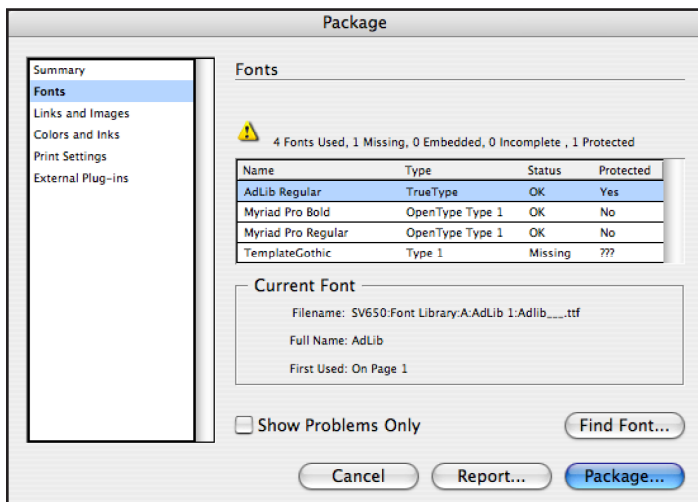 Package
Summary
Fonts
Links and Images
Colors and Inks
Print Settings
External Plug-ins
Fonts
4 Fonts Used, 1 Missing, 0 Embedded, 0 Incomplete , 1 Protected
Name Type Status Protected
AdLib Regular TrueType OK Yes
Myriad Pro Bold OpenType Type 1 OK No
Myriad Pro Regular OpenType Type 1 OK No
TemplateGothic Type 1 Missing ???
Current Font
Filename: SV650:Font Library:A:AdLib 1:Adlib___.ttf
Full Name: AdLib
First Used: On Page 1
Show Problems Only
Find Font...
Cancel Report... Package...